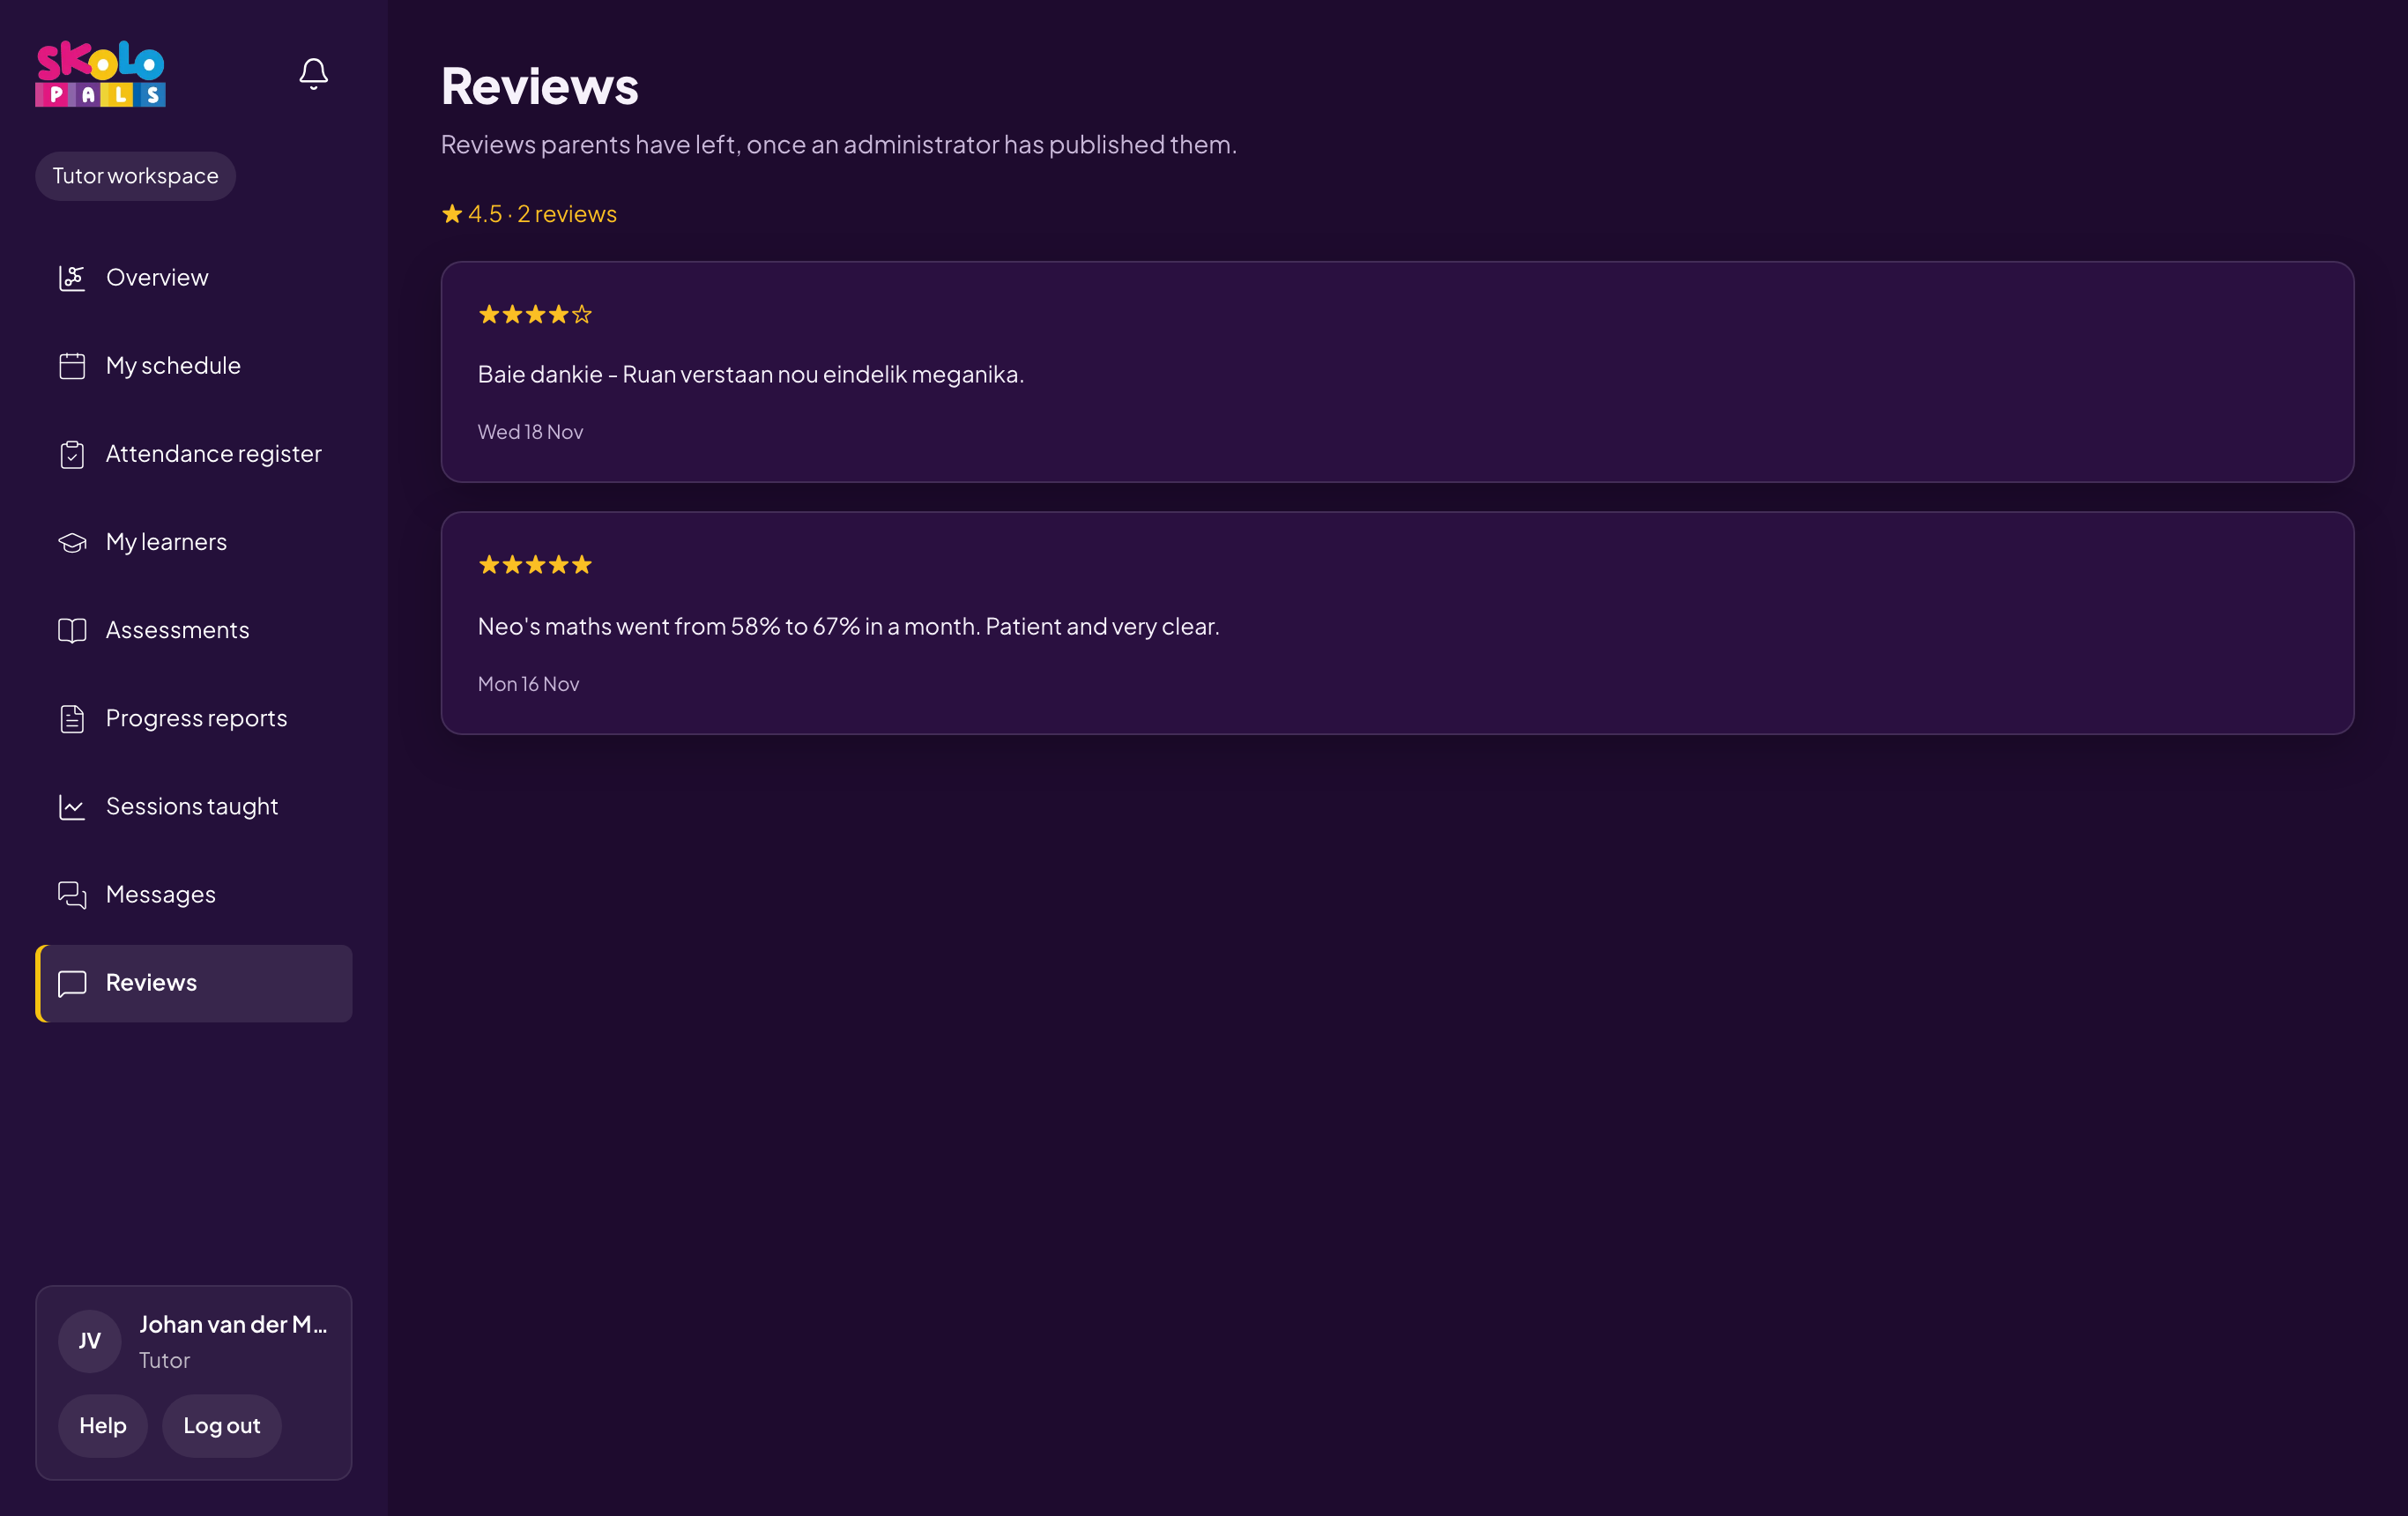 SKOLO
PALS
Tutor workspace
Overview
My schedule
Attendance register
My learners
Assessments
Progress reports
Sessions taught
Messages
Reviews
JV
Johan van der M...
Tutor
Help
Log out
Reviews
Reviews parents have left, once an administrator has published them.
★ 4.5 · 2 reviews
★★★★☆
Baie dankie - Ruan verstaan nou eindelik meganika.
Wed 18 Nov
★★★★★
Neo's maths went from 58% to 67% in a month. Patient and very clear.
Mon 16 Nov